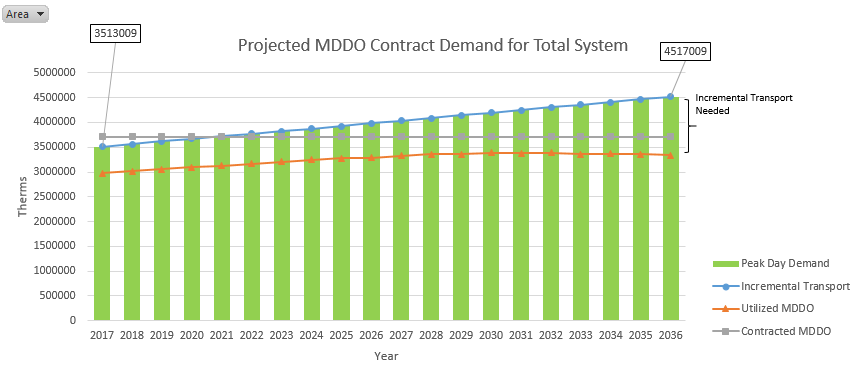 Area
3513009
Projected MDDO Contract Demand for Total System
4517009
5000000
4500000
4000000
3500000
3000000
2500000
2000000
1500000
1000000
500000
0
Therms
Incremental Transport
Needed
2017 2018 2019 2020 2021 2022 2023 2024 2025 2026 2027 2028 2029 2030 2031 2032 2033 2034 2035 2036
Year
Peak Day Demand
Incremental Transport
Utilized MDDO
Contracted MDDO